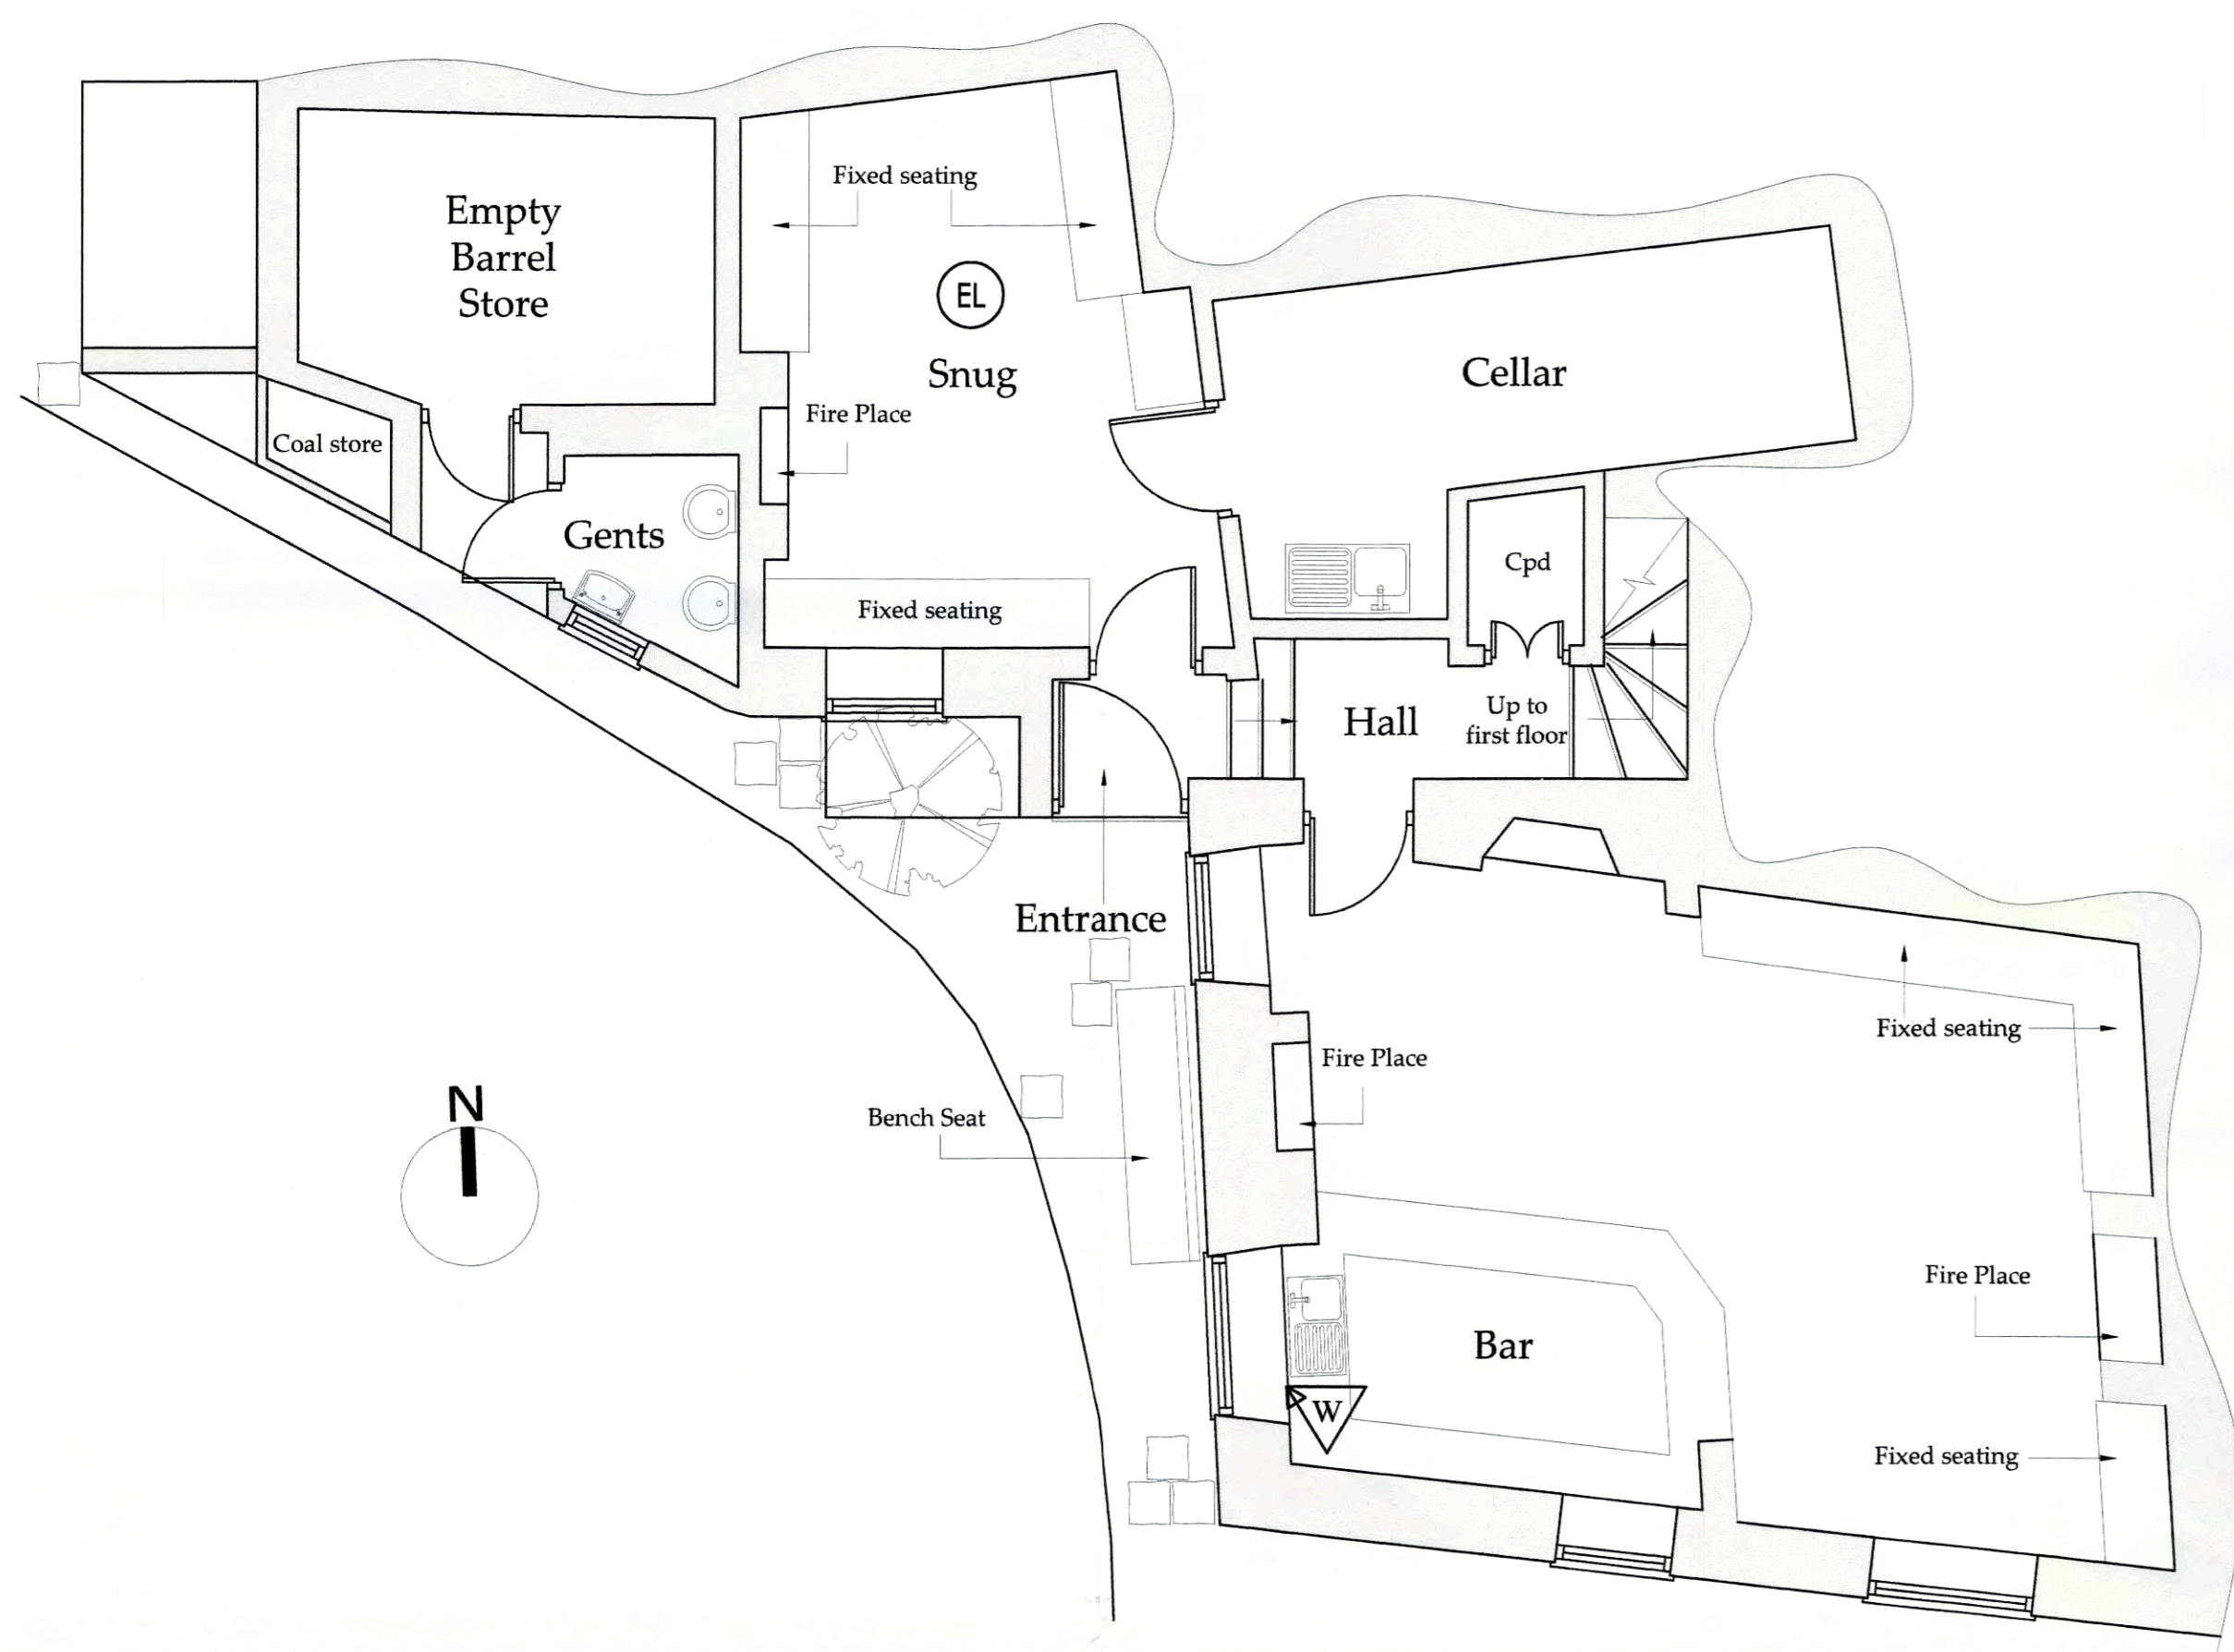 Fixed seating
Empty
Barrel
Store
EL
Snug
Cellar
Fire Place
Coal store
Gents
Cpd
Fixed seating
Hall
Up to
first floor
Entrance
Fixed seating
Fire Place
N
Bench Seat
Fire Place
Bar
W
Fixed seating